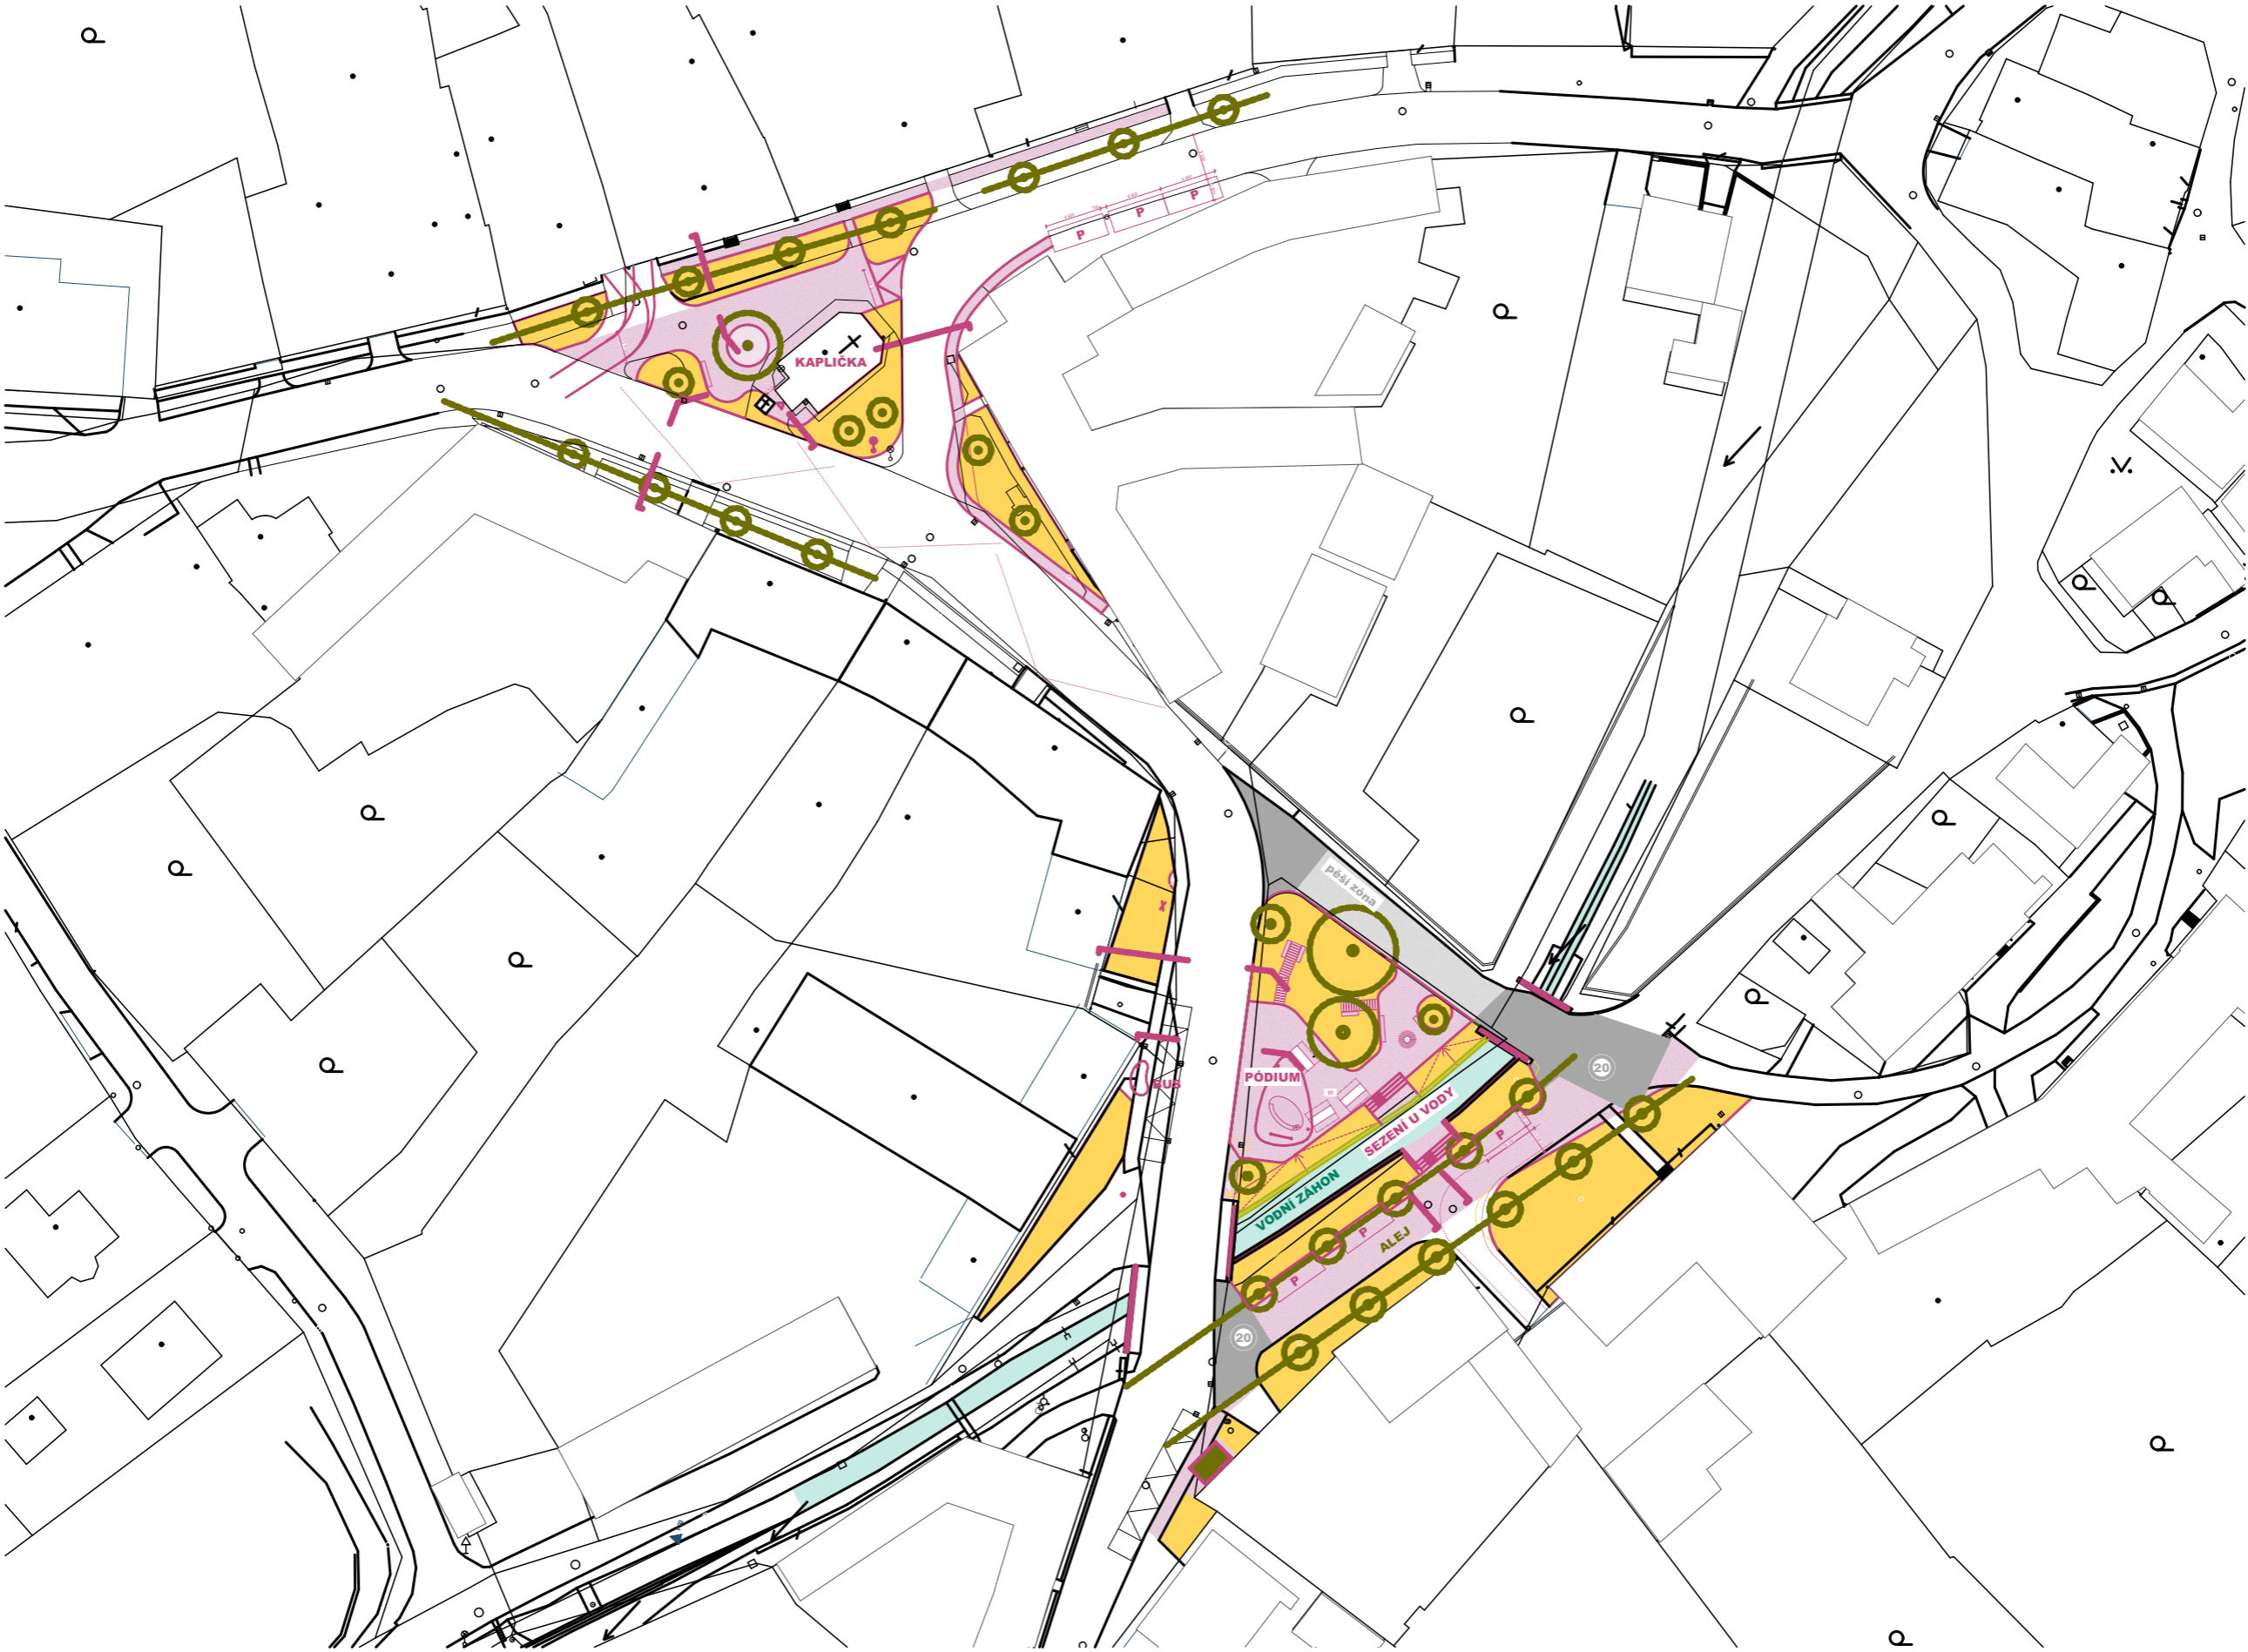 P
P
P
KAPLIČKA
pěší zóna
20
PÓDIUM
BUS
SEZENÍ U VODY
P
VODNÍ ZÁHON
P
ALEJ
P
20